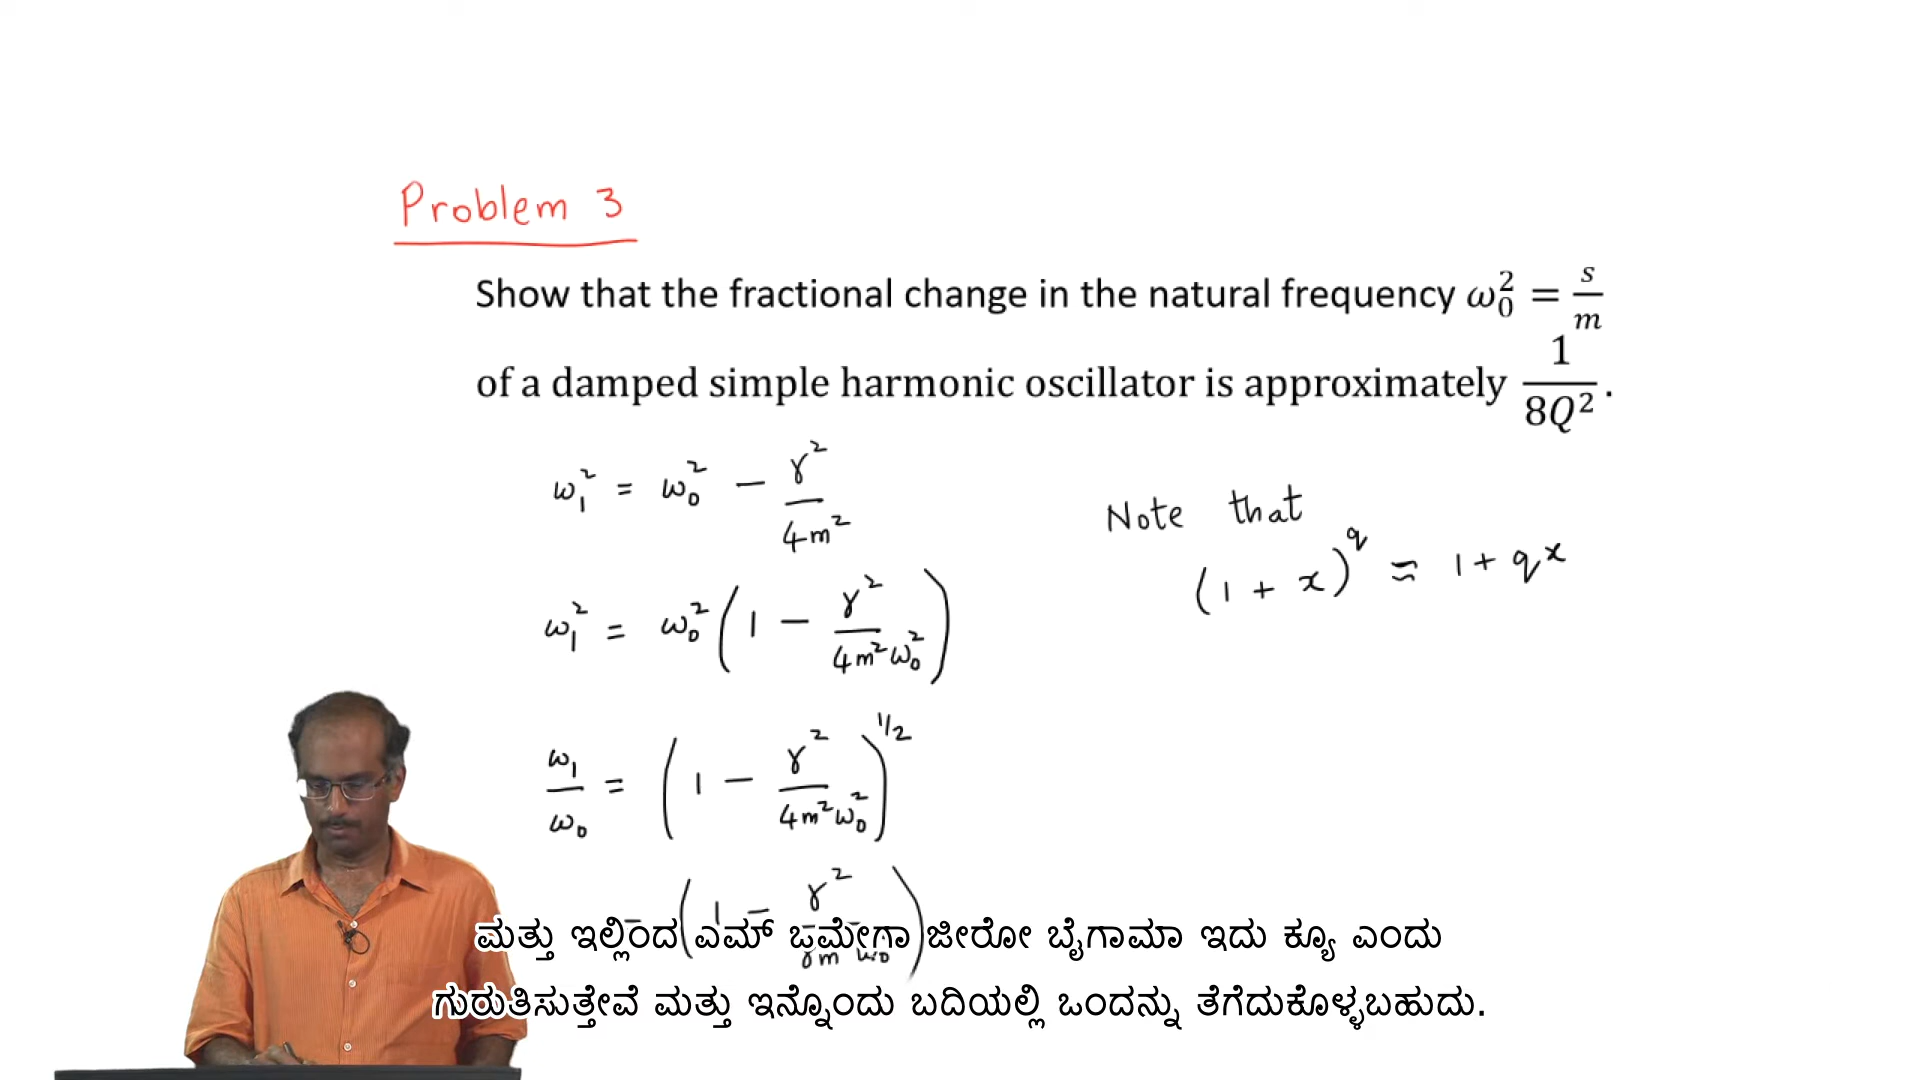 Problem 3
Show that the fractional change in the natural frequency ω₀² = s/m
of a damped simple harmonic oscillator is approximately 1/8Q².
ω₁² = ω₀² − γ²/4m²
Note that
(1 + x)^q ≈ 1 + qx
ω₁² = ω₀² (1 − γ²/4m²ω₀²)
ω₁/ω₀ = (1 − γ²/4m²ω₀²)^1/2
(1 − γ²
ಮತ್ತು ಇಲ್ಲಿಂದ ಎಮ್ ಒಮೇಗಾ ಜೀರೋ ಬೈಗಾಮಾ ಇದು ಕ್ಯೂ ಎಂದು
ಗುರುತಿಸುತ್ತೇವೆ ಮತ್ತು ಇನ್ನೊಂದು ಬದಿಯಲ್ಲಿ ಒಂದನ್ನು ತೆಗೆದುಕೊಳ್ಳಬಹುದು.